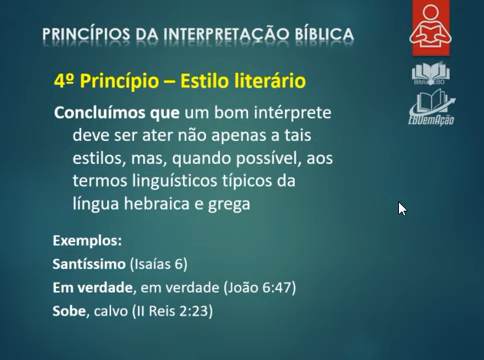 PRINCÍPIOS DA INTERPRETAÇÃO BÍBLICA
4º Princípio – Estilo literário
Concluímos que um bom intérprete
deve ser ater não apenas a tais
estilos, mas, quando possível, aos
termos linguísticos típicos da
língua hebraica e grega
Exemplos:
Santíssimo (Isaías 6)
Em verdade, em verdade (João 6:47)
Sobe, calvo (II Reis 2:23)
EBDemAção